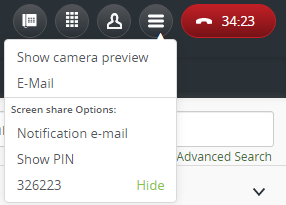 34:23
Show camera preview
E-Mail
Screen share Options:
Notification e-mail
Show PIN
Advanced Search
326223 Hide